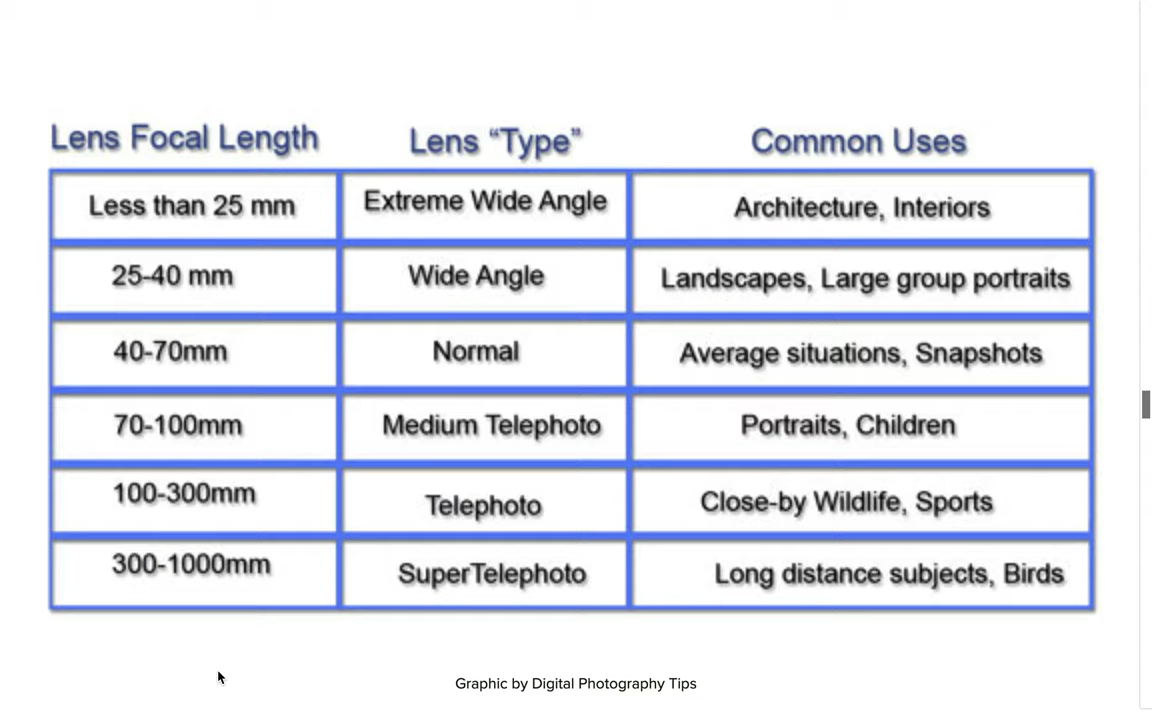 Lens Focal Length Lens “Type” Common Uses
Less than 25 mm Extreme Wide Angle Architecture, Interiors
25-40 mm Wide Angle Landscapes, Large group portraits
40-70mm Normal Average situations, Snapshots
70-100mm Medium Telephoto Portraits, Children
100-300mm Telephoto Close-by Wildlife, Sports
300-1000mm SuperTelephoto Long distance subjects, Birds
Graphic by Digital Photography Tips